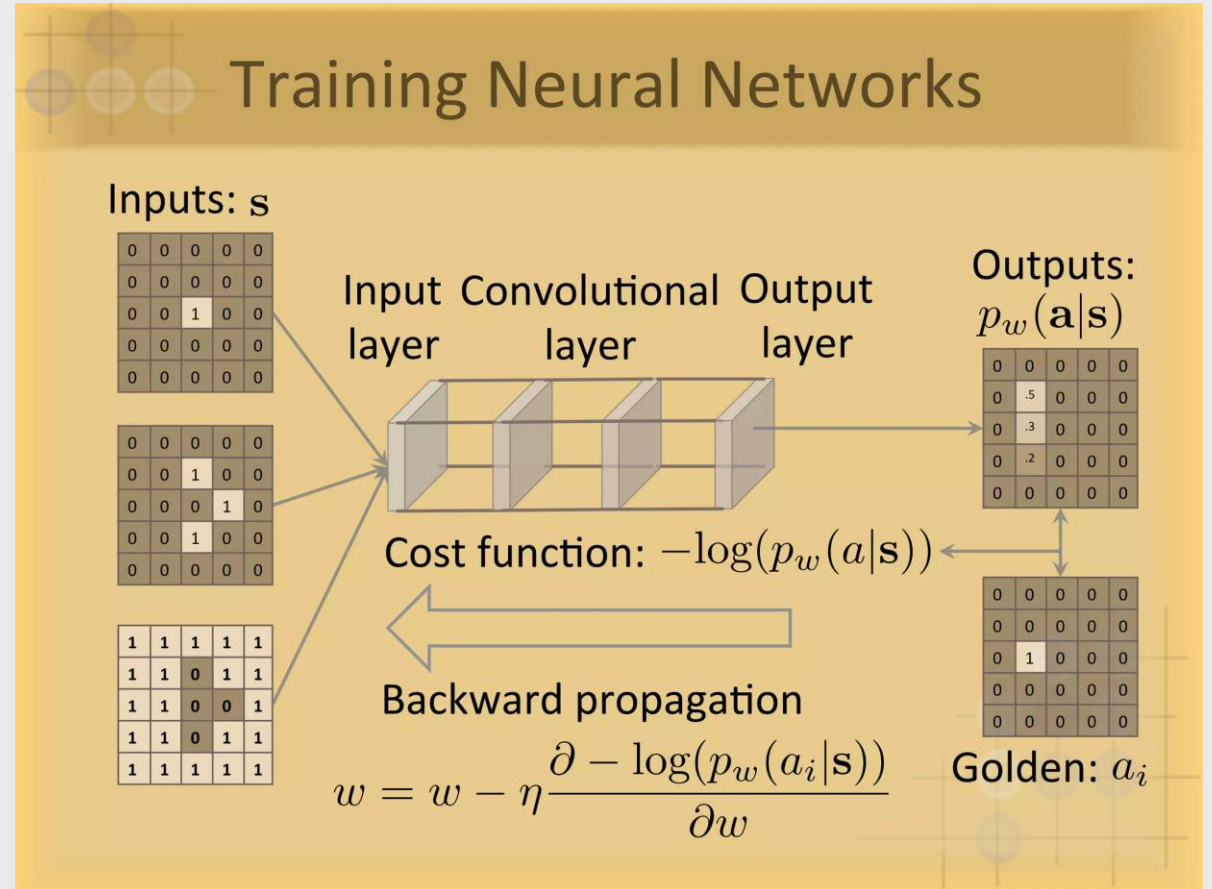 Training Neural Networks
Inputs: s
0 0 0 0 0
0 0 0 0 0
0 0 1 0 0
0 0 0 0 0
0 0 0 0 0
0 0 0 0 0
0 0 1 0 0
0 0 0 1 0
0 0 1 0 0
0 0 0 0 0
1 1 1 1 1
1 1 0 1 1
1 1 0 0 1
1 1 0 1 1
1 1 1 1 1
Input layer
Convolutional layer
Output layer
Outputs:
p_w(a|s)
0 0 0 0 0
0 .5 0 0 0
0 .3 0 0 0
0 .2 0 0 0
0 0 0 0 0
Cost function: −log(p_w(a|s))
0 0 0 0 0
0 0 0 0 0
0 1 0 0 0
0 0 0 0 0
0 0 0 0 0
Golden: a_i
Backward propagation
w = w − η ∂ − log(p_w(a_i|s)) / ∂w